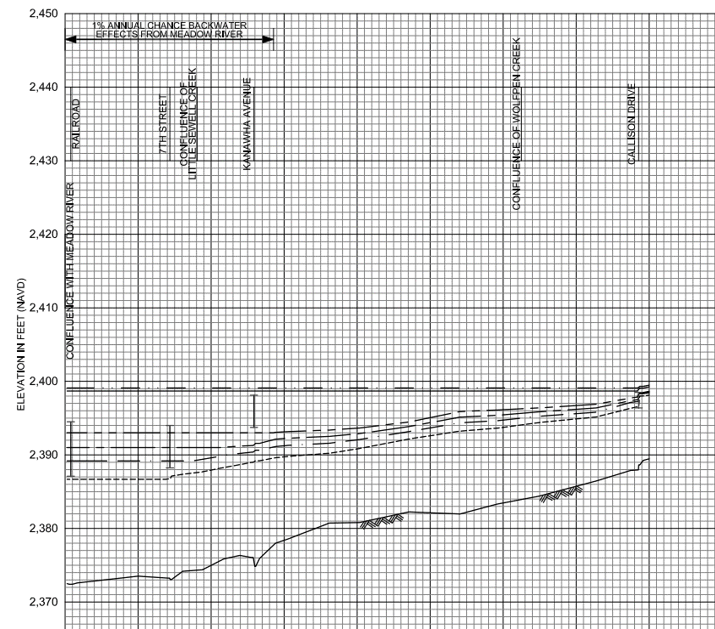 2,450
1% ANNUAL CHANCE BACKWATER
EFFECTS FROM MEADOW RIVER
2,440
RAILROAD
7TH STREET
CONFLUENCE OF
LITTLE SEWELL CREEK
KANAWHA AVENUE
CONFLUENCE OF WOLFPEN CREEK
CALLISON DRIVE
2,430
2,420
CONFLUENCE WITH MEADOW RIVER
2,410
ELEVATION IN FEET (NAVD)
2,400
2,390
2,380
2,370